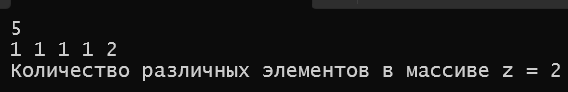 5
1 1 1 1 2
Количество различных элементов в массиве z = 2